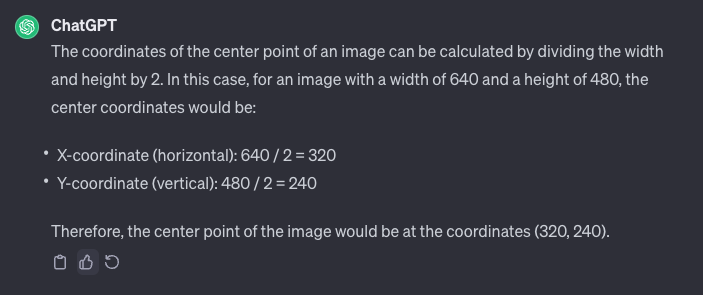 ChatGPT
The coordinates of the center point of an image can be calculated by dividing the width
and height by 2. In this case, for an image with a width of 640 and a height of 480, the
center coordinates would be:
• X-coordinate (horizontal): 640 / 2 = 320
• Y-coordinate (vertical): 480 / 2 = 240
Therefore, the center point of the image would be at the coordinates (320, 240).